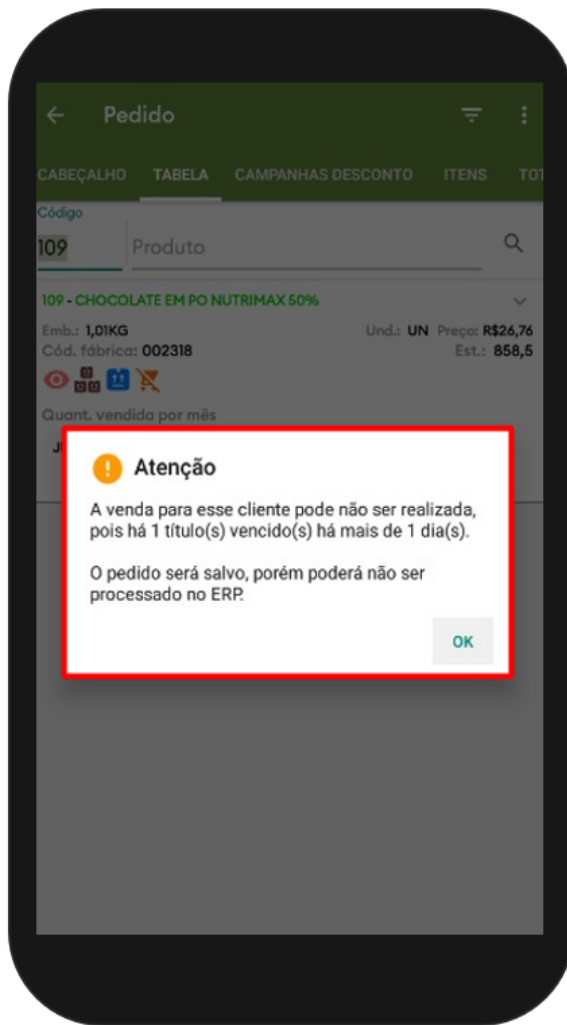 Pedido
CABEÇALHO TABELA CAMPANHAS DESCONTO ITENS TOT
Código
109 Produto
109 - CHOCOLATE EM PO NUTRIMAX 50%
Emb.: 1,01KG Und.: UN Preço: R$26,76
Cód. fábrica: 002318 Est.: 858,5
Quant. vendida por mês
Atenção
A venda para esse cliente pode não ser realizada,
pois há 1 título(s) vencido(s) há mais de 1 dia(s).
O pedido será salvo, porém poderá não ser
processado no ERP.
OK